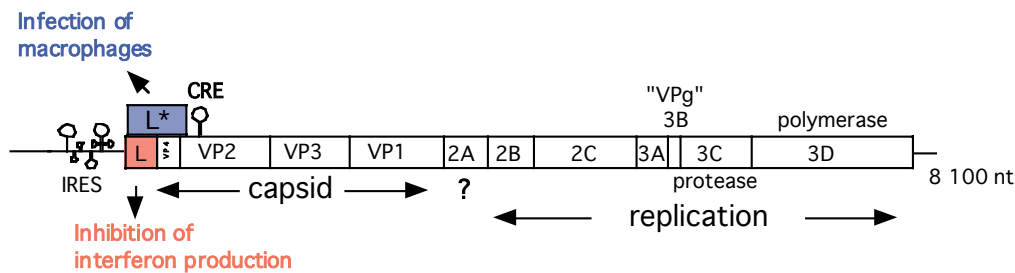 Infection of
macrophages
CRE
"VPg"
3B
polymerase
L*
L VP4 VP2 VP3 VP1 2A 2B 2C 3A 3C 3D
IRES
capsid
?
protease
8 100 nt
replication
Inhibition of
interferon production